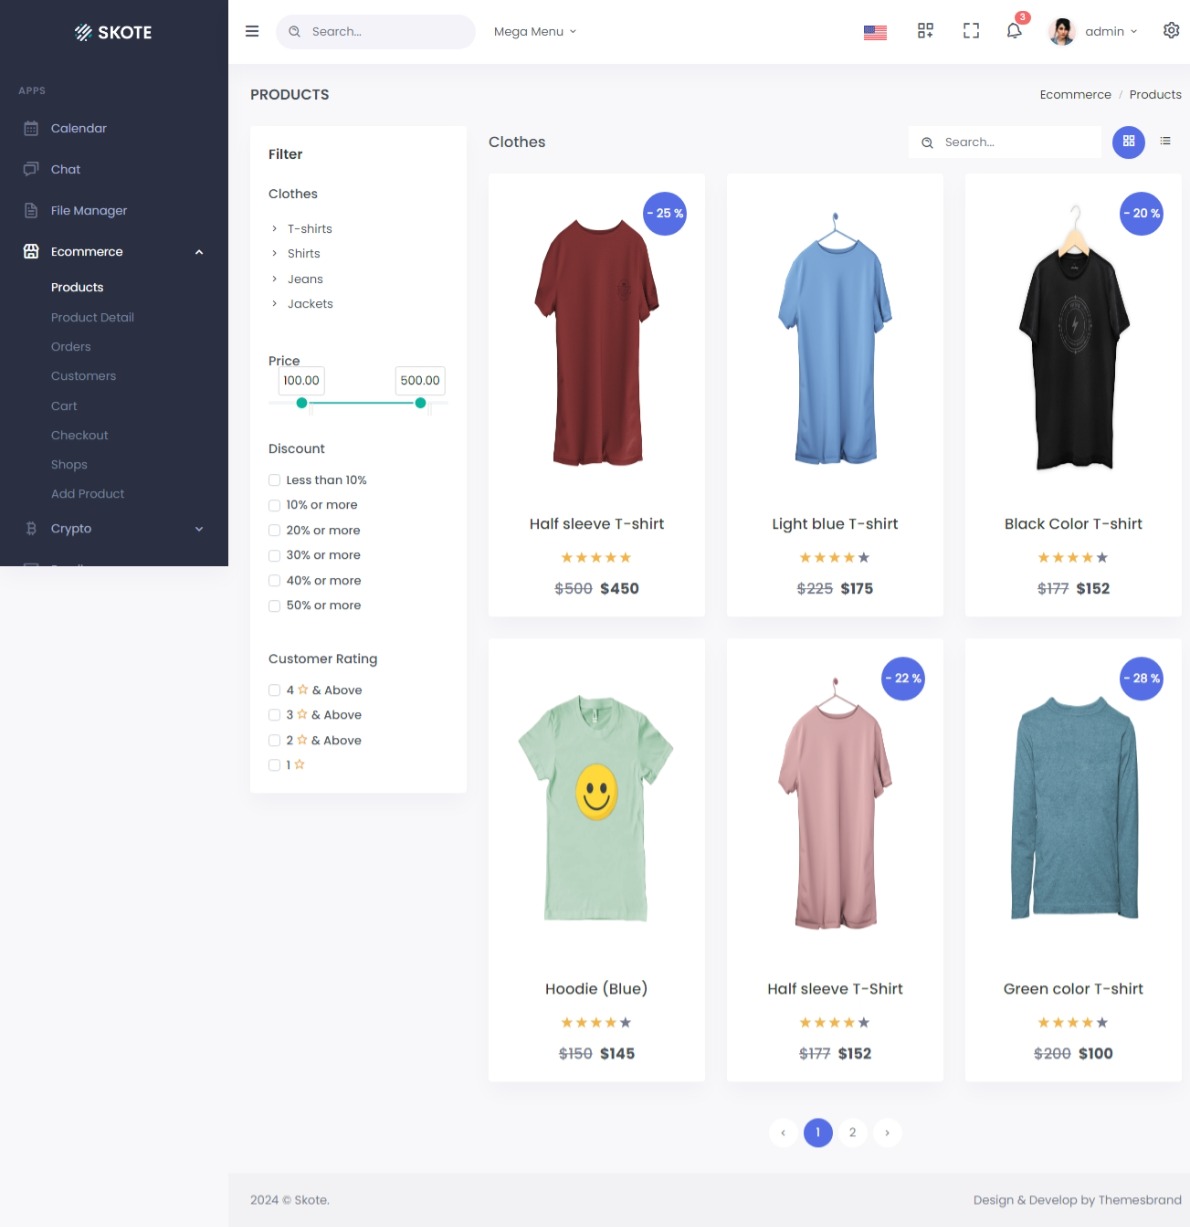 SKOTE
Search...
Mega Menu
3
admin
APPS
Calendar
Chat
File Manager
Ecommerce
Products
Product Detail
Orders
Customers
Cart
Checkout
Shops
Add Product
Crypto
PRODUCTS
Ecommerce / Products
Filter
Clothes
T-shirts
Shirts
Jeans
Jackets
Price
100.00 500.00
Discount
Less than 10%
10% or more
20% or more
30% or more
40% or more
50% or more
Customer Rating
4 & Above
3 & Above
2 & Above
1
Clothes
Search...
- 25 %
Half sleeve T-shirt
$500 $450
Light blue T-shirt
$225 $175
- 20 %
Black Color T-shirt
$177 $152
Hoodie (Blue)
$150 $145
- 22 %
Half sleeve T-Shirt
$177 $152
- 28 %
Green color T-shirt
$200 $100
‹ 1 2 ›
2024 © Skote.
Design & Develop by Themesbrand